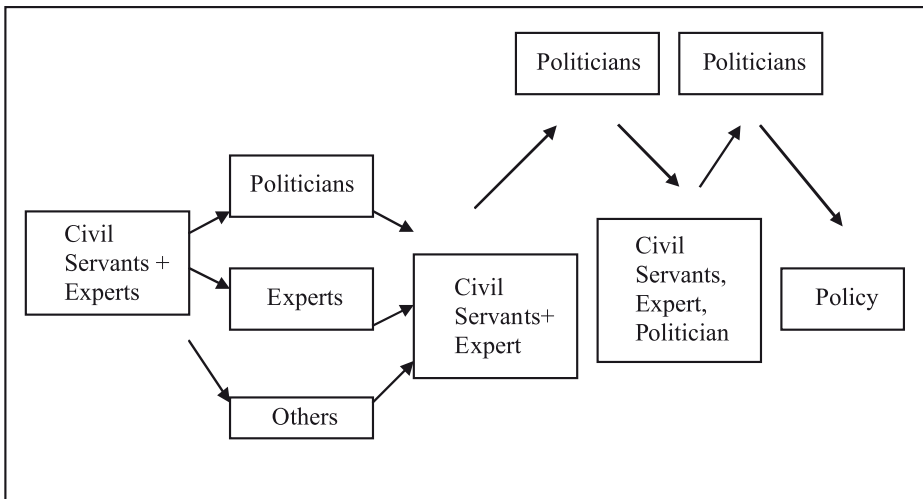 Civil
Servants +
Experts
Politicians
Experts
Others
Civil
Servants+
Expert
Politicians
Civil
Servants,
Expert,
Politician
Politicians
Policy